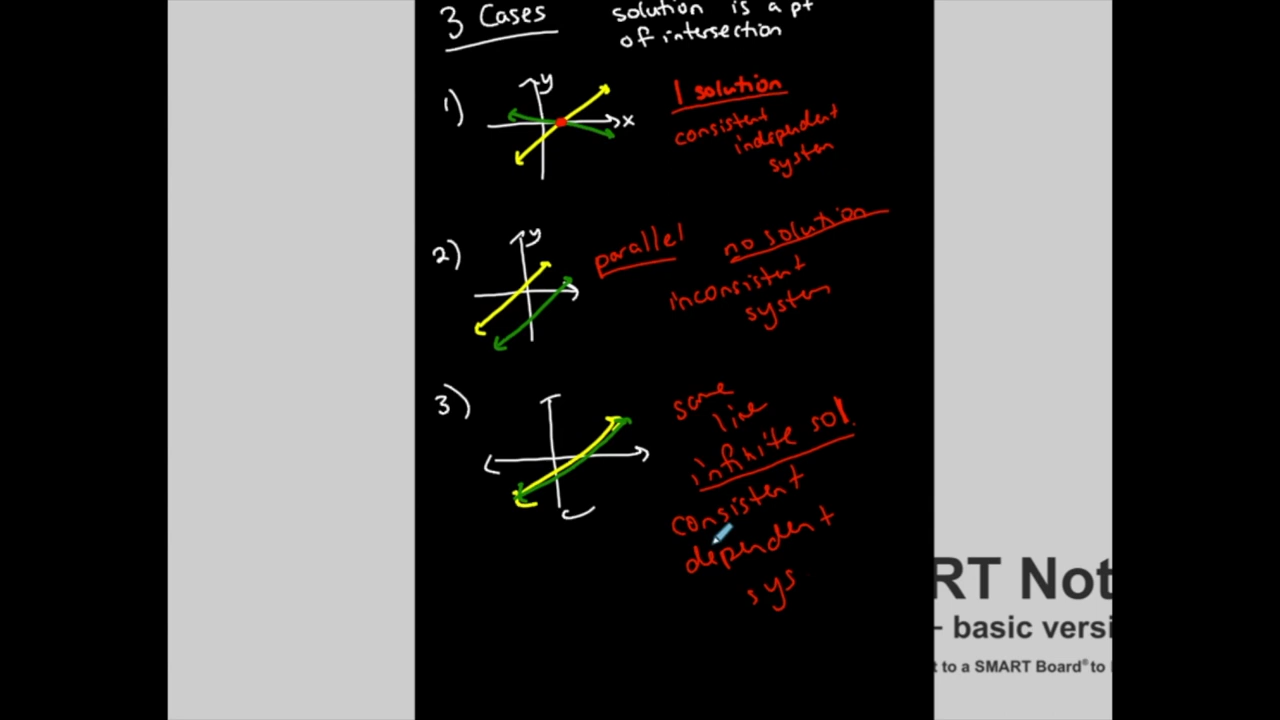 3 Cases
solution is a pt
of intersection
1)
y
x
1 solution
consistent
independent
system
2)
y
parallel
no solution
inconsistent
system
3)
same
line
infinite sol.
consistent
dependent
sys
RT Not
- basic versi
t to a SMART Board® to